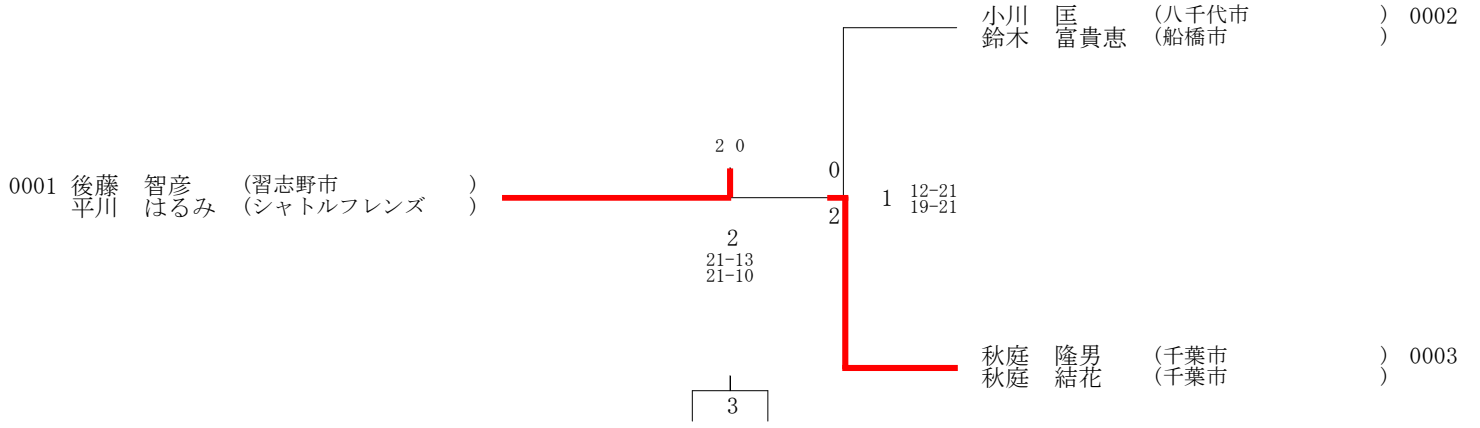 小川 匡 (八千代市 ) 0002
鈴木 富貴恵 (船橋市 )
2 0
0001 後藤 智彦 (習志野市 )
平川 はるみ (シャトルフレンズ )
0
2
1 12-21
19-21
2
21-13
21-10
秋庭 隆男 (千葉市 ) 0003
秋庭 結花 (千葉市 )
3